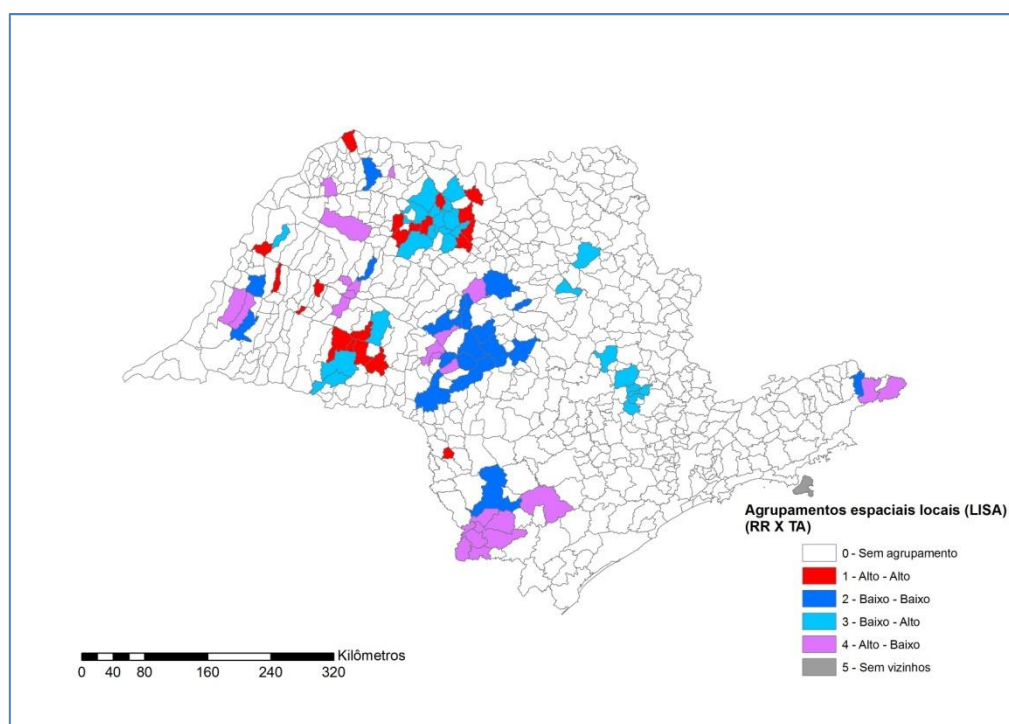 Agrupamentos espaciais locais (LISA)
(RR X TA)
0 - Sem agrupamento
1 - Alto - Alto
2 - Baixo - Baixo
3 - Baixo - Alto
4 - Alto - Baixo
5 - Sem vizinhos
Quilômetros
0 40 80 160 240 320